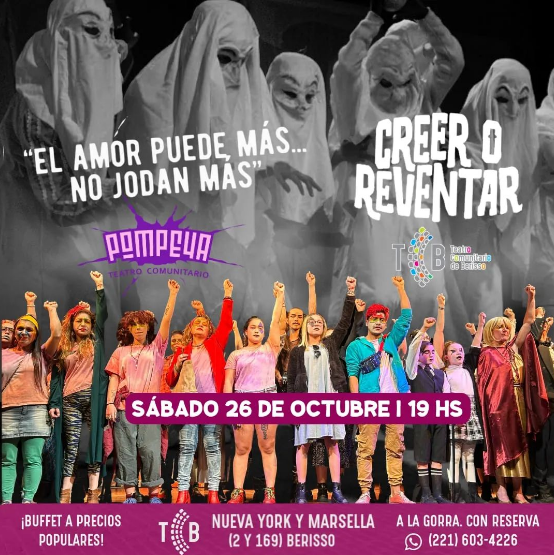 "EL AMOR PUEDE MÁS...
NO JODAN MÁS"
CREER O
REVENTAR
POMPEYA
TEATRO COMUNITARIO
TCB
Teatro
Comunitario
de Berisso
SÁBADO 26 DE OCTUBRE | 19 HS
¡BUFFET A PRECIOS
POPULARES!
TCB
NUEVA YORK Y MARSELLA
(2 Y 169) BERISSO
A LA GORRA. CON RESERVA
(221) 603-4226